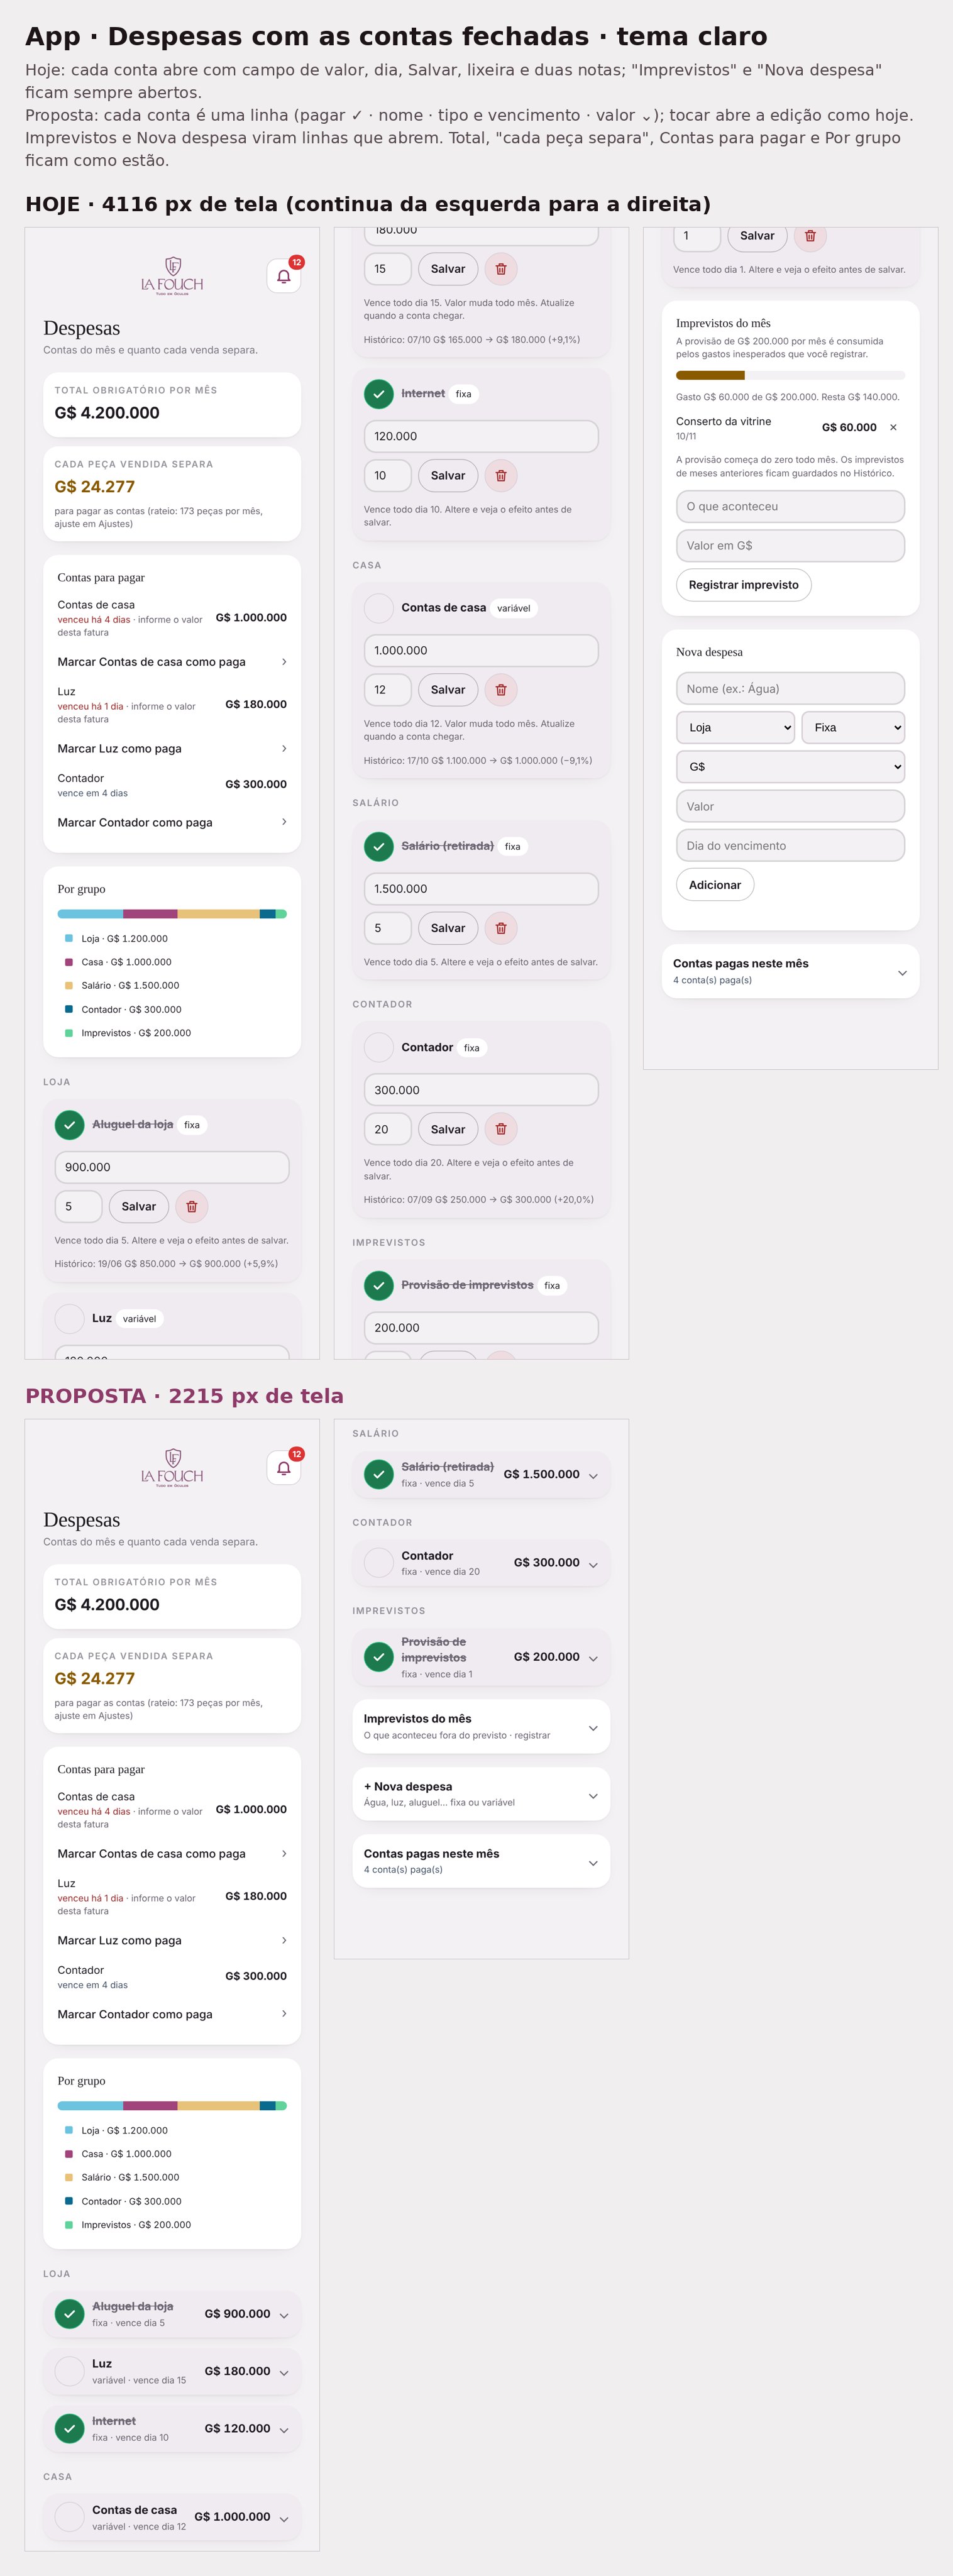 App · Despesas com as contas fechadas · tema claro
Hoje: cada conta abre com campo de valor, dia, Salvar, lixeira e duas notas; "Imprevistos" e "Nova despesa"
ficam sempre abertos.
Proposta: cada conta é uma linha (pagar ✓ · nome · tipo e vencimento · valor ⌄); tocar abre a edição como hoje.
Imprevistos e Nova despesa viram linhas que abrem. Total, "cada peça separa", Contas para pagar e Por grupo
ficam como estão.
HOJE · 4116 px de tela (continua da esquerda para a direita)
LA FOUCH
12
Despesas
Contas do mês e quanto cada venda separa.
TOTAL OBRIGATÓRIO POR MÊS
G$ 4.200.000
CADA PEÇA VENDIDA SEPARA
G$ 24.277
para pagar as contas (rateio: 173 peças por mês,
ajuste em Ajustes)
Contas para pagar
Contas de casa
venceu há 4 dias · informe o valor
desta fatura
G$ 1.000.000
Marcar Contas de casa como paga ›
Luz
venceu há 1 dia · informe o valor
desta fatura
G$ 180.000
Marcar Luz como paga ›
Contador
vence em 4 dias
G$ 300.000
Marcar Contador como paga ›
Por grupo
Loja · G$ 1.200.000
Casa · G$ 1.000.000
Salário · G$ 1.500.000
Contador · G$ 300.000
Imprevistos · G$ 200.000
LOJA
Aluguel da loja fixa
900.000
5 Salvar
Vence todo dia 5. Altere e veja o efeito antes de salvar.
Histórico: 19/06 G$ 850.000 → G$ 900.000 (+5,9%)
Luz variável
180.000
180.000
15 Salvar
Vence todo dia 15. Valor muda todo mês. Atualize
quando a conta chegar.
Histórico: 07/10 G$ 165.000 → G$ 180.000 (+9,1%)
Internet fixa
120.000
10 Salvar
Vence todo dia 10. Altere e veja o efeito antes de
salvar.
CASA
Contas de casa variável
1.000.000
12 Salvar
Vence todo dia 12. Valor muda todo mês. Atualize
quando a conta chegar.
Histórico: 17/10 G$ 1.100.000 → G$ 1.000.000 (−9,1%)
SALÁRIO
Salário (retirada) fixa
1.500.000
5 Salvar
Vence todo dia 5. Altere e veja o efeito antes de salvar.
CONTADOR
Contador fixa
300.000
20 Salvar
Vence todo dia 20. Altere e veja o efeito antes de
salvar.
Histórico: 07/09 G$ 250.000 → G$ 300.000 (+20,0%)
IMPREVISTOS
Provisão de imprevistos fixa
200.000
1 Salvar
Vence todo dia 1. Altere e veja o efeito antes de salvar.
Imprevistos do mês
A provisão de G$ 200.000 por mês é consumida
pelos gastos inesperados que você registrar.
Gasto G$ 60.000 de G$ 200.000. Resta G$ 140.000.
Conserto da vitrine
10/11
G$ 60.000 ×
A provisão começa do zero todo mês. Os imprevistos
de meses anteriores ficam guardados no Histórico.
O que aconteceu
Valor em G$
Registrar imprevisto
Nova despesa
Nome (ex.: Água)
Loja Fixa
G$
Valor
Dia do vencimento
Adicionar
Contas pagas neste mês
4 conta(s) paga(s)
PROPOSTA · 2215 px de tela
LA FOUCH
12
Despesas
Contas do mês e quanto cada venda separa.
TOTAL OBRIGATÓRIO POR MÊS
G$ 4.200.000
CADA PEÇA VENDIDA SEPARA
G$ 24.277
para pagar as contas (rateio: 173 peças por mês,
ajuste em Ajustes)
Contas para pagar
Contas de casa
venceu há 4 dias · informe o valor
desta fatura
G$ 1.000.000
Marcar Contas de casa como paga ›
Luz
venceu há 1 dia · informe o valor
desta fatura
G$ 180.000
Marcar Luz como paga ›
Contador
vence em 4 dias
G$ 300.000
Marcar Contador como paga ›
Por grupo
Loja · G$ 1.200.000
Casa · G$ 1.000.000
Salário · G$ 1.500.000
Contador · G$ 300.000
Imprevistos · G$ 200.000
LOJA
Aluguel da loja
fixa · vence dia 5
G$ 900.000
Luz
variável · vence dia 15
G$ 180.000
Internet
fixa · vence dia 10
G$ 120.000
CASA
Contas de casa
variável · vence dia 12
G$ 1.000.000
SALÁRIO
Salário (retirada)
fixa · vence dia 5
G$ 1.500.000
CONTADOR
Contador
fixa · vence dia 20
G$ 300.000
IMPREVISTOS
Provisão de
imprevistos
fixa · vence dia 1
G$ 200.000
Imprevistos do mês
O que aconteceu fora do previsto · registrar
+ Nova despesa
Água, luz, aluguel... fixa ou variável
Contas pagas neste mês
4 conta(s) paga(s)